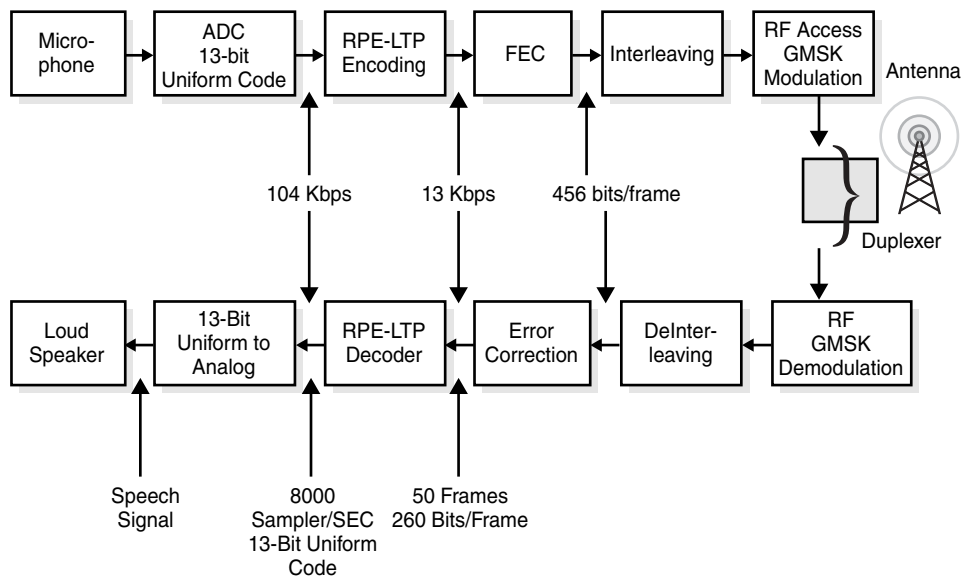 Micro-
phone
ADC
13-bit
Uniform Code
RPE-LTP
Encoding
FEC
Interleaving
RF Access
GMSK
Modulation
Antenna
104 Kbps
13 Kbps
456 bits/frame
Duplexer
Loud
Speaker
13-Bit
Uniform to
Analog
RPE-LTP
Decoder
Error
Correction
DeInter-
leaving
RF
GMSK
Demodulation
Speech
Signal
8000
Sampler/SEC
13-Bit Uniform
Code
50 Frames
260 Bits/Frame